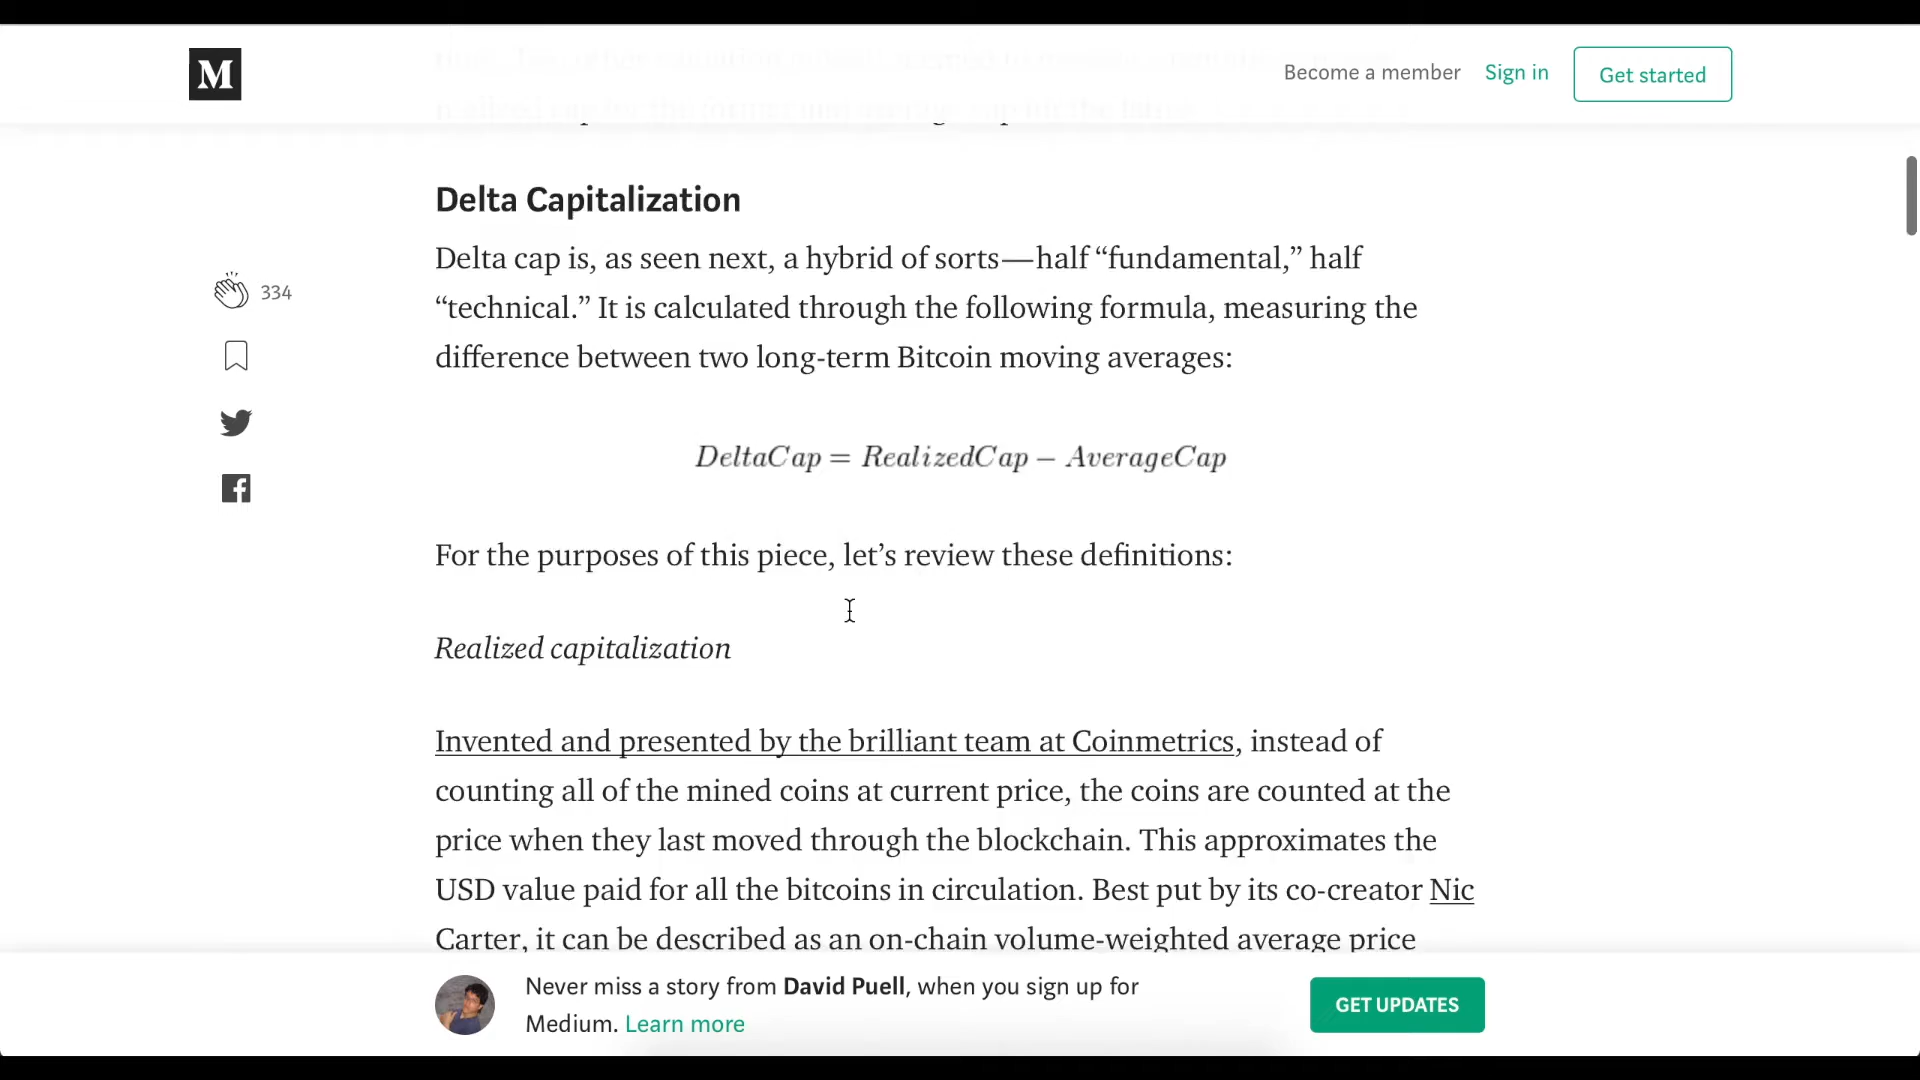 M
Become a member
Sign in
Get started
Delta Capitalization
Delta cap is, as seen next, a hybrid of sorts—half “fundamental,” half
“technical.” It is calculated through the following formula, measuring the
difference between two long-term Bitcoin moving averages:
334
DeltaCap = RealizedCap − AverageCap
For the purposes of this piece, let’s review these definitions:
Realized capitalization
Invented and presented by the brilliant team at Coinmetrics, instead of
counting all of the mined coins at current price, the coins are counted at the
price when they last moved through the blockchain. This approximates the
USD value paid for all the bitcoins in circulation. Best put by its co-creator Nic
Carter, it can be described as an on-chain volume-weighted average price
Never miss a story from David Puell, when you sign up for
Medium. Learn more
GET UPDATES